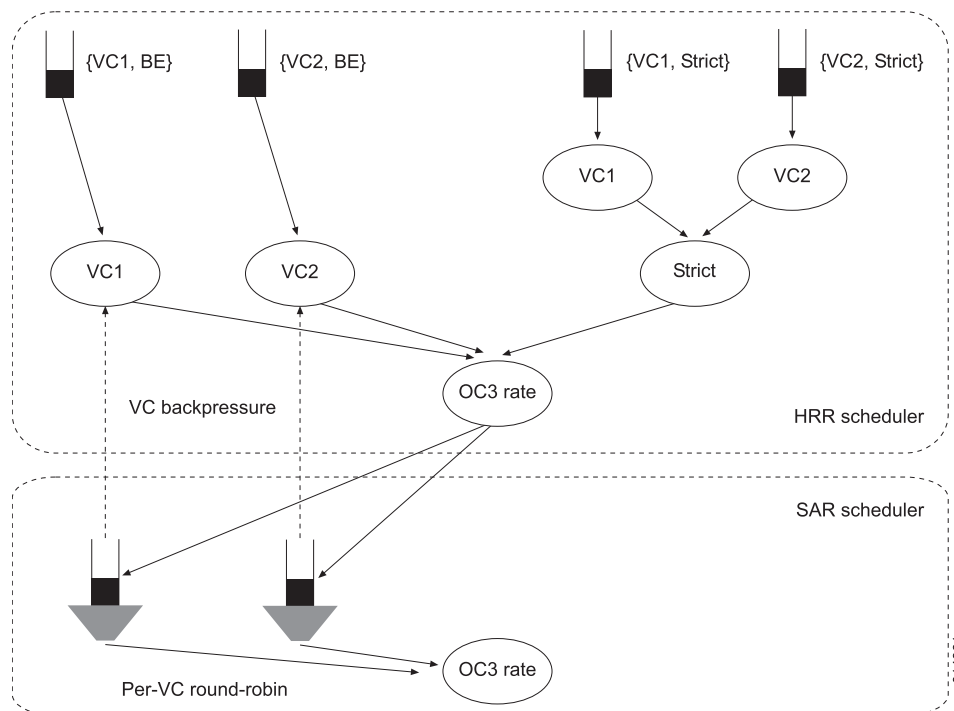 {VC1, BE}
{VC2, BE}
{VC1, Strict}
{VC2, Strict}
VC1
VC2
VC1
VC2
Strict
OC3 rate
VC backpressure
HRR scheduler
SAR scheduler
OC3 rate
Per-VC round-robin